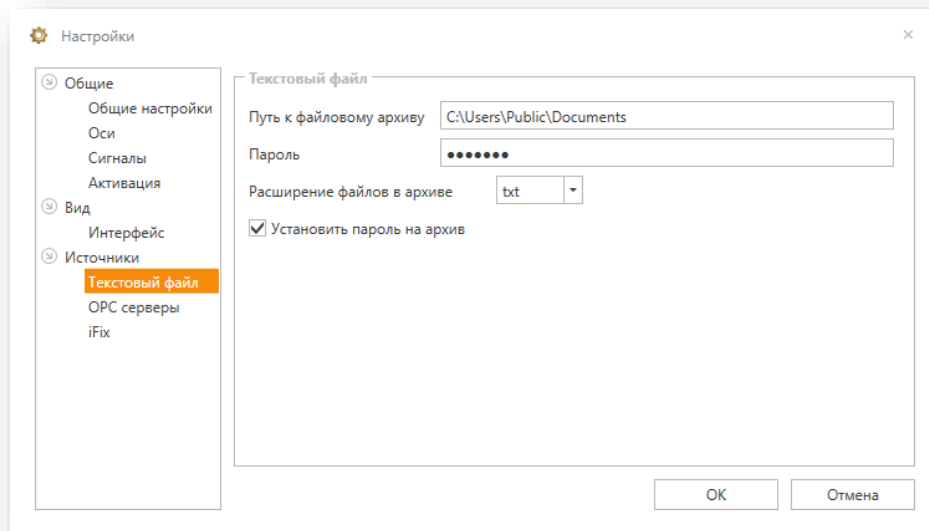 Настройки
Общие
Общие настройки
Оси
Сигналы
Активация
Вид
Интерфейс
Источники
Текстовый файл
OPC серверы
iFix
Текстовый файл
Путь к файловому архиву C:\Users\Public\Documents
Пароль •••••••
Расширение файлов в архиве txt
Установить пароль на архив
OK Отмена